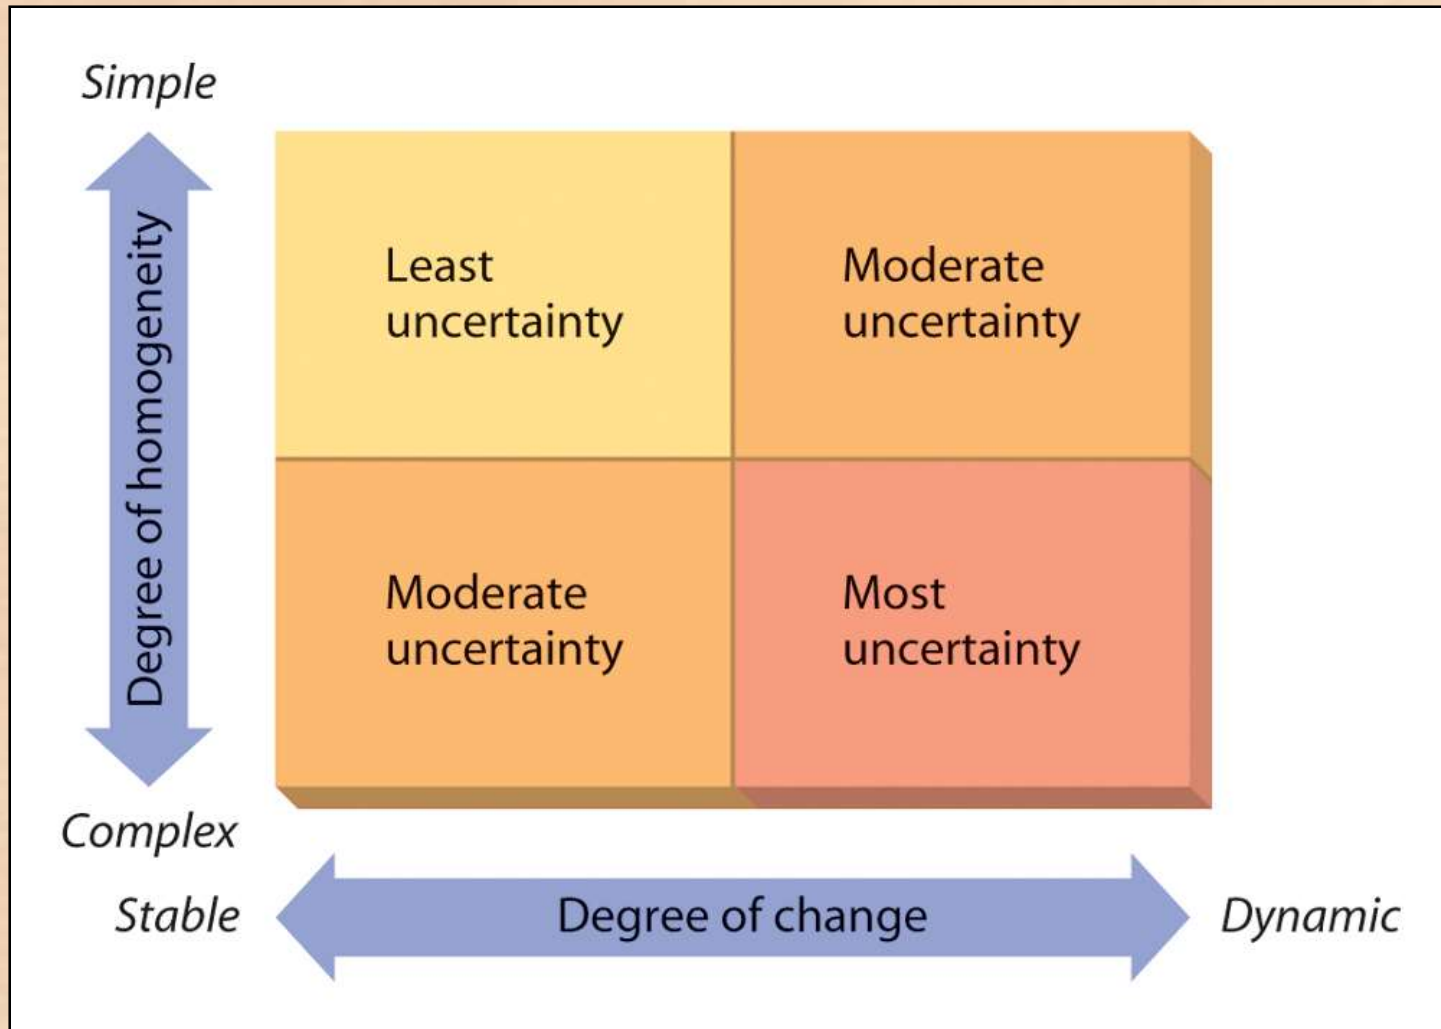 Simple
Degree of homogeneity
Least
uncertainty
Moderate
uncertainty
Moderate
uncertainty
Most
uncertainty
Complex
Stable
Degree of change
Dynamic